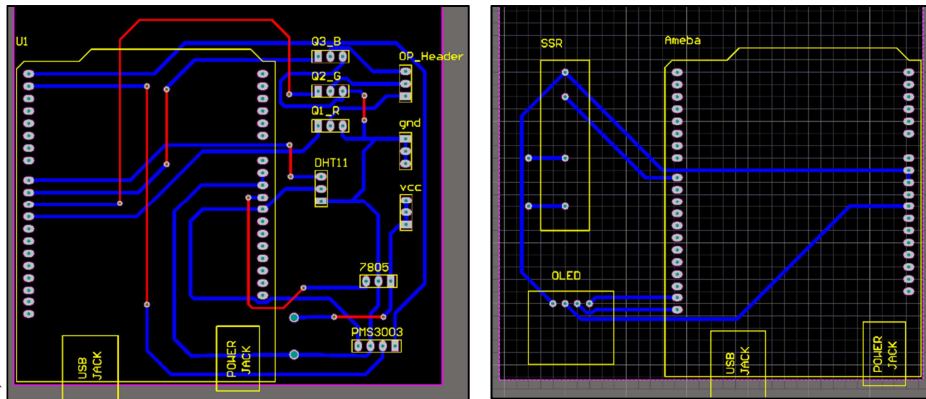 U1
Q3_B
OP_Header
Q2_G
Q1_R
gnd
DHT11
vcc
7805
PMS3003
USB
JACK
POWER
JACK
SSR
Ameba
OLED
USB
JACK
POWER
JACK